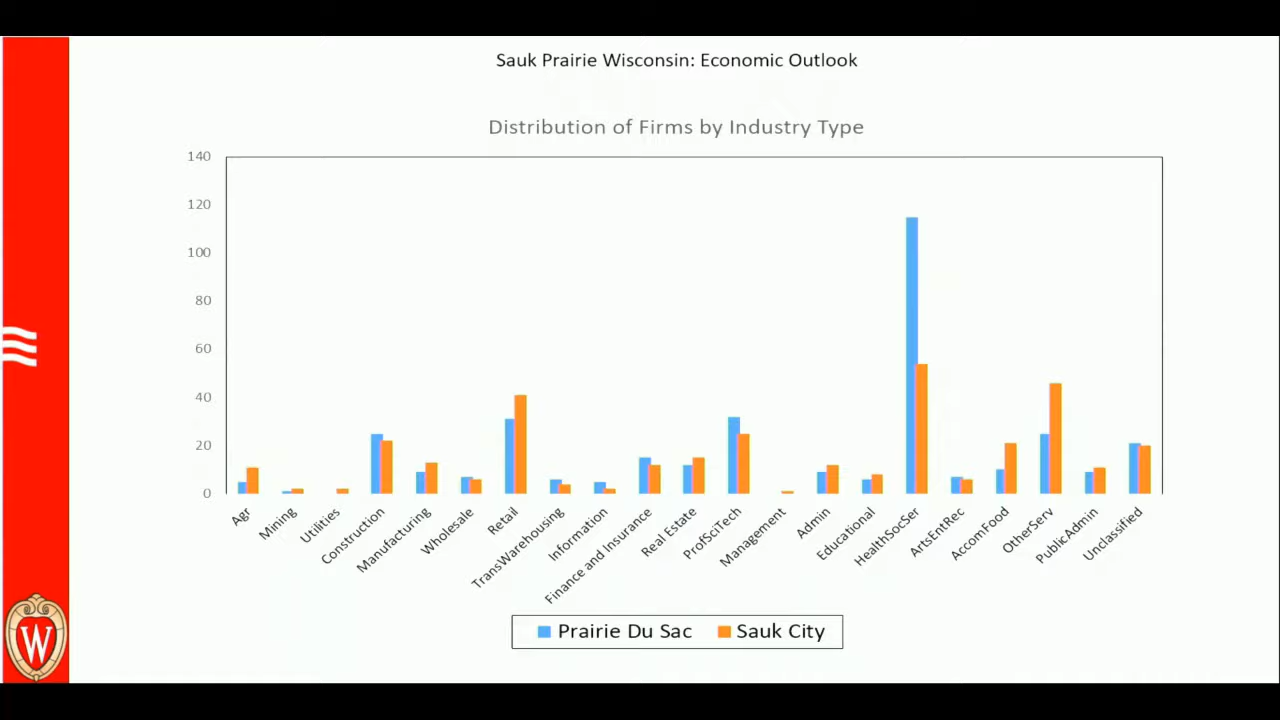 Sauk Prairie Wisconsin: Economic Outlook
Distribution of Firms by Industry Type
140
120
100
80
60
40
20
0
Agr
Mining
Utilities
Construction
Manufacturing
Wholesale
Retail
TransWarehousing
Information
Finance and Insurance
Real Estate
ProfSciTech
Management
Admin
Educational
HealthSocSer
ArtsEntRec
AccomFood
OtherServ
PublicAdmin
Unclassified
Prairie Du Sac
Sauk City
W